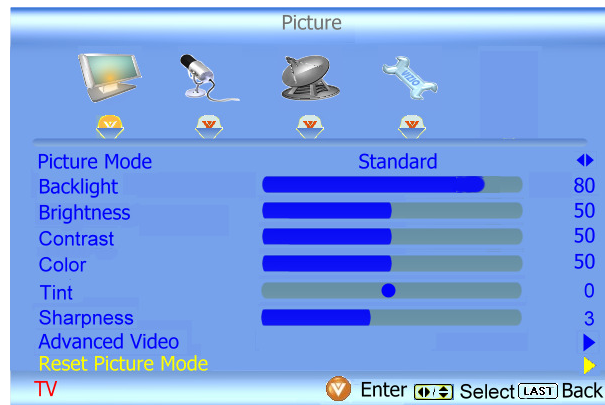 Picture
VIZIO
Picture Mode Standard
Backlight 80
Brightness 50
Contrast 50
Color 50
Tint 0
Sharpness 3
Advanced Video
Reset Picture Mode
TV Enter Select LAST Back